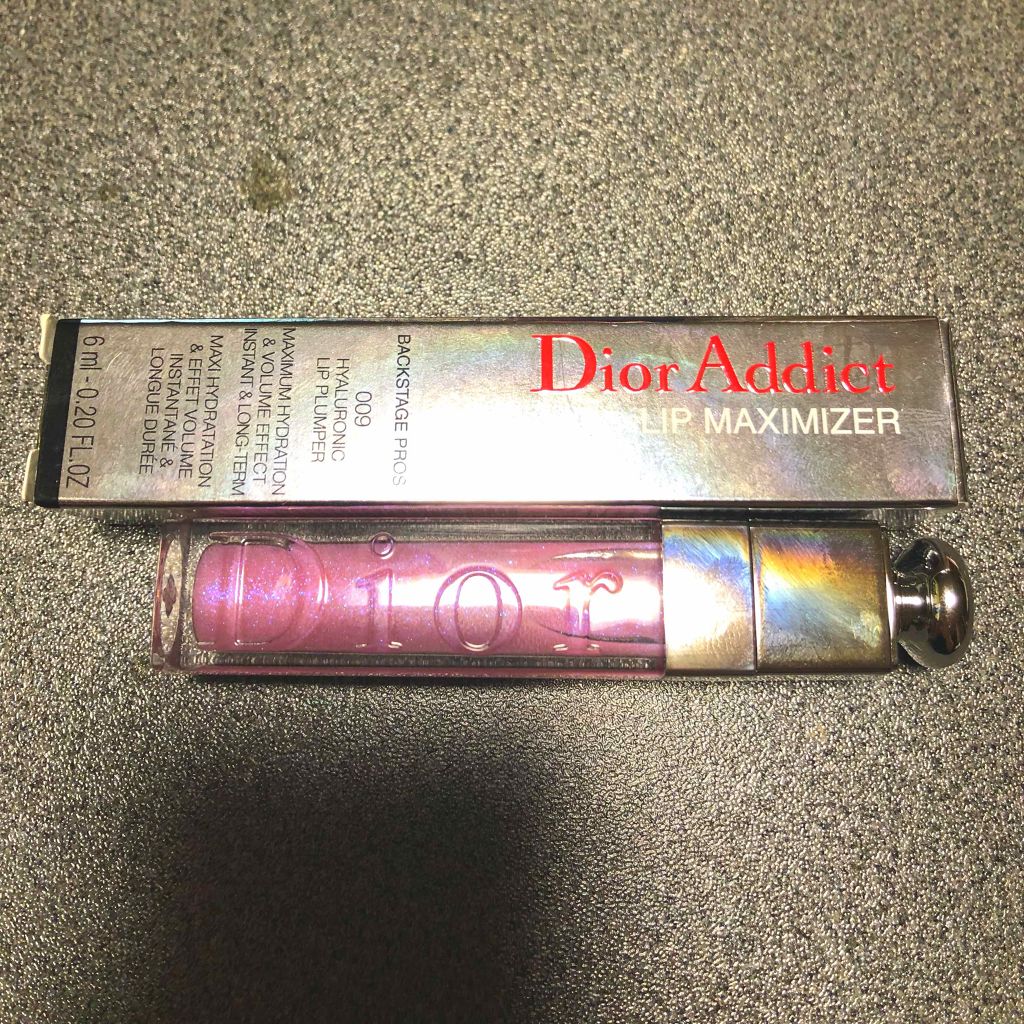 Dior Addict
LIP MAXIMIZER
BACKSTAGE PROS
009
HYALURONIC
LIP PLUMPER
MAXIMUM HYDRATION
& VOLUME EFFECT
INSTANT & LONG-TERM
MAXI HYDRATATION
& EFFET VOLUME
INSTANTANÉ &
LONGUE DURÉE
6 ml - 0.20 FL.OZ
Dior